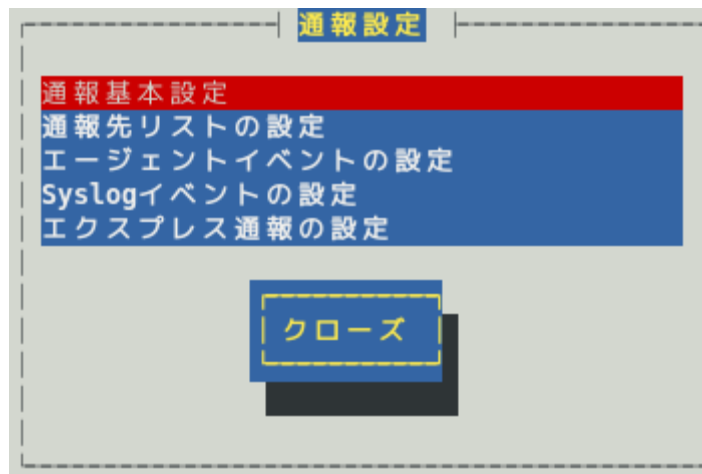 通報設定
通報基本設定
通報先リストの設定
エージェントイベントの設定
Syslogイベントの設定
エクスプレス通報の設定
クローズ